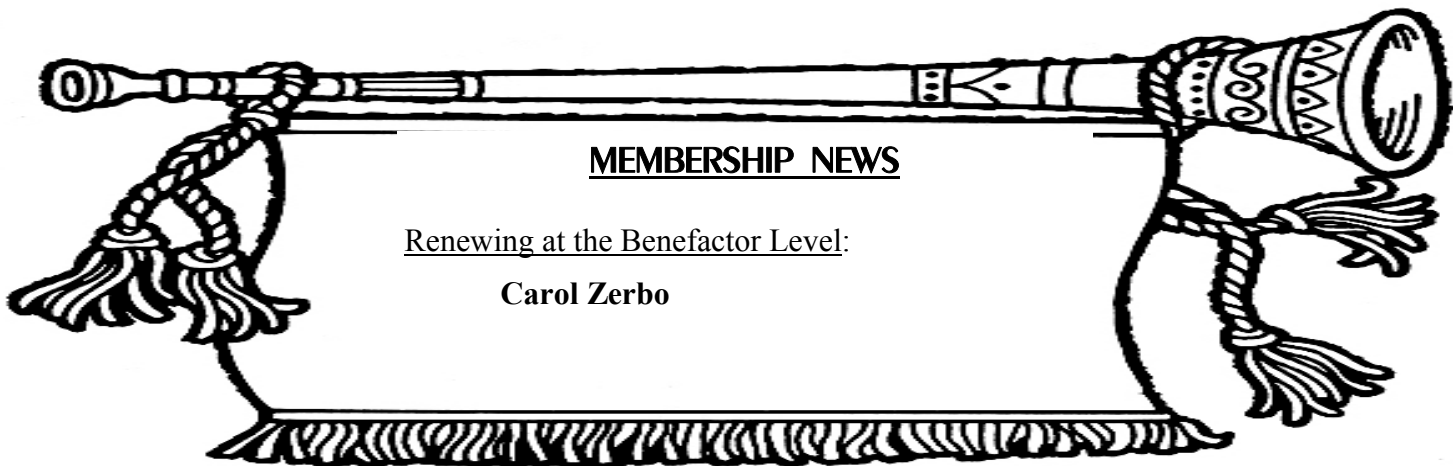 MEMBERSHIP NEWS
Renewing at the Benefactor Level:
Carol Zerbo